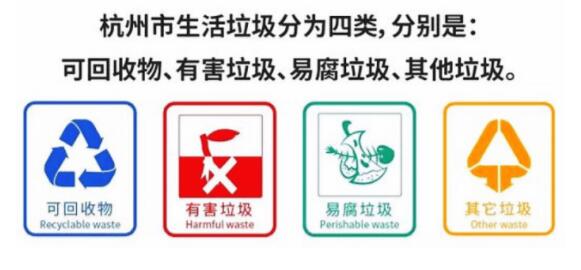 杭州市生活垃圾分为四类,分别是:
可回收物、有害垃圾、易腐垃圾、其他垃圾。
可回收物
Recyclable waste
有害垃圾
Harmful waste
易腐垃圾
Perishable waste
其它垃圾
Other waste